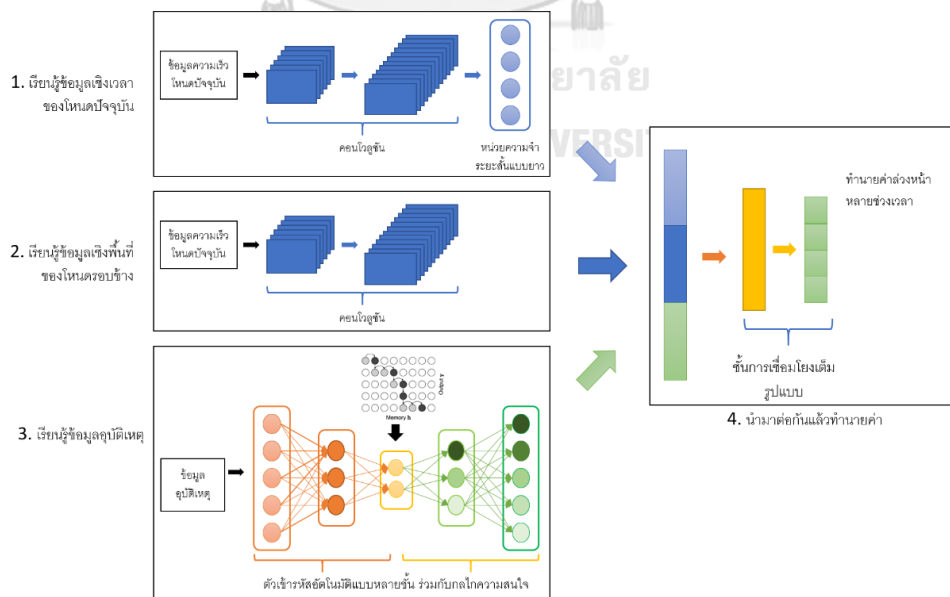 1. เรียนรู้ข้อมูลเชิงเวลา
ของโหนดปัจจุบัน
ข้อมูลความเร็ว
โหนดปัจจุบัน
คอนโวลูชัน
หน่วยความจำ
ระยะสั้นแบบยาว
ยาลัย
VERSI
2. เรียนรู้ข้อมูลเชิงพื้นที่
ของโหนดรอบข้าง
ข้อมูลความเร็ว
โหนดปัจจุบัน
คอนโวลูชัน
3. เรียนรู้ข้อมูลอุบัติเหตุ
ข้อมูล
อุบัติเหตุ
Output y
Memory h
ตัวเข้ารหัสอัตโนมัติแบบหลายชั้น ร่วมกับกลไกความสนใจ
ทำนายค่าล่วงหน้า
หลายช่วงเวลา
ชั้นการเชื่อมโยงเต็ม
รูปแบบ
4. นำมาต่อกันแล้วทำนายค่า